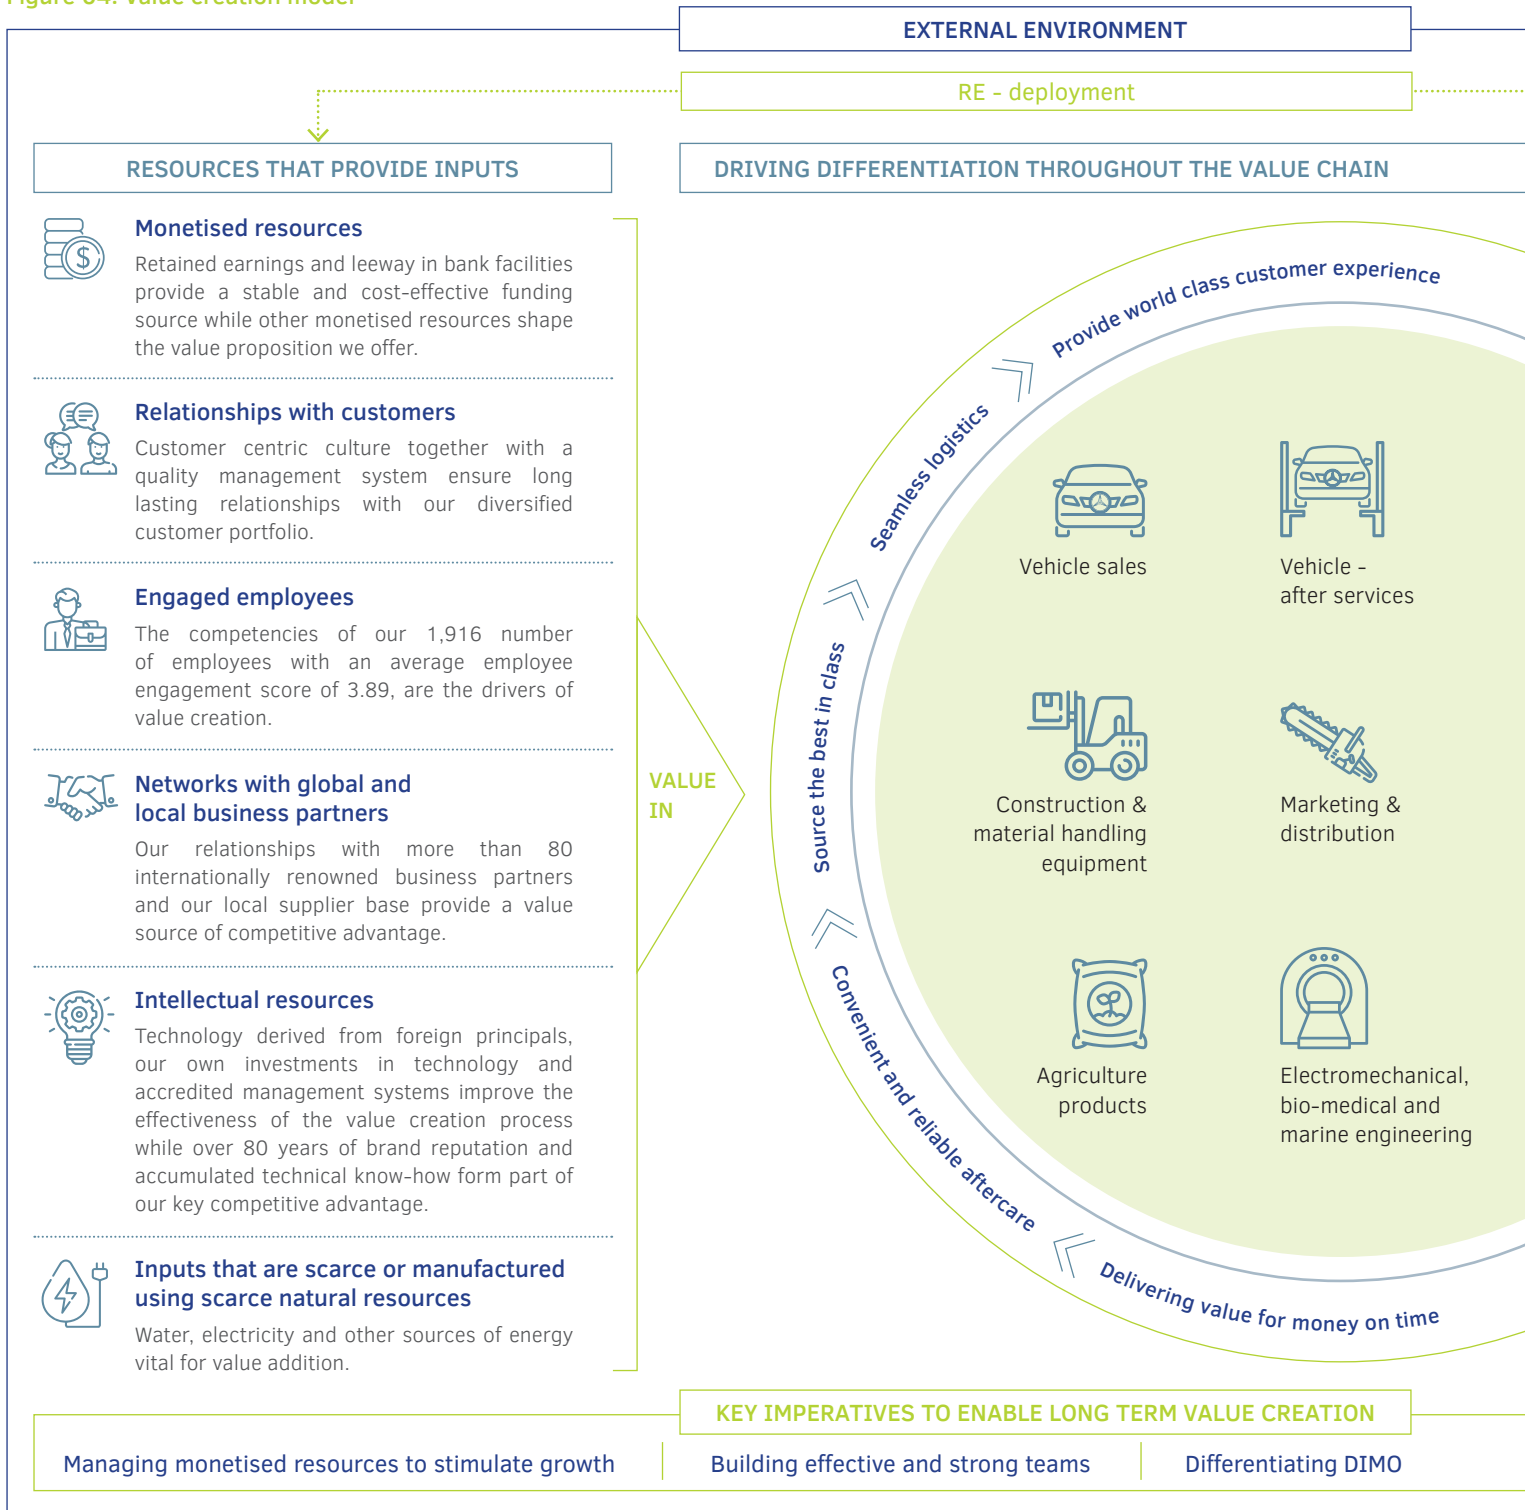 Figure 04: Value creation model
EXTERNAL ENVIRONMENT
RE - deployment
RESOURCES THAT PROVIDE INPUTS
Monetised resources
Retained earnings and leeway in bank facilities
provide a stable and cost-effective funding
source while other monetised resources shape
the value proposition we offer.
Relationships with customers
Customer centric culture together with a
quality management system ensure long
lasting relationships with our diversified
customer portfolio.
Engaged employees
The competencies of our 1,916 number
of employees with an average employee
engagement score of 3.89, are the drivers of
value creation.
Networks with global and
local business partners
Our relationships with more than 80
internationally renowned business partners
and our local supplier base provide a value
source of competitive advantage.
Intellectual resources
Technology derived from foreign principals,
our own investments in technology and
accredited management systems improve the
effectiveness of the value creation process
while over 80 years of brand reputation and
accumulated technical know-how form part of
our key competitive advantage.
Inputs that are scarce or manufactured
using scarce natural resources
Water, electricity and other sources of energy
vital for value addition.
VALUE
IN
DRIVING DIFFERENTIATION THROUGHOUT THE VALUE CHAIN
Provide world class customer experience
Seamless logistics
Source the best in class
Convenient and reliable aftercare
Delivering value for money on time
Vehicle sales
Vehicle -
after services
Construction &
material handling
equipment
Marketing &
distribution
Agriculture
products
Electromechanical,
bio-medical and
marine engineering
KEY IMPERATIVES TO ENABLE LONG TERM VALUE CREATION
Managing monetised resources to stimulate growth
Building effective and strong teams
Differentiating DIMO